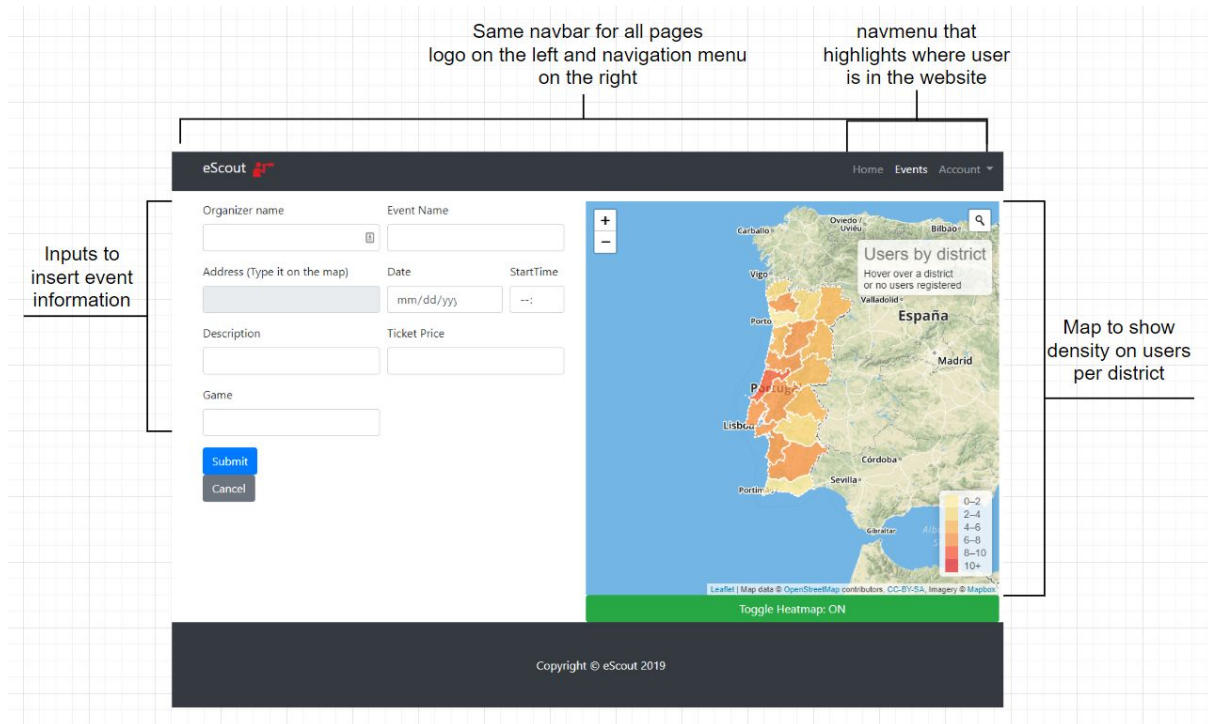 Same navbar for all pages
logo on the left and navigation menu
on the right
navmenu that
highlights where user
is in the website
eScout
Home Events Account
Inputs to
insert event
information
Organizer name
Event Name
Address (Type it on the map)
Date
StartTime
mm/dd/yyy
--:
Description
Ticket Price
Game
Submit
Cancel
+
−
Carballo
Oviedo /
Uviéu
Bilbao
Users by district
Hover over a district
or no users registered
Vigo
Valladolid
España
Porto
Madrid
Portugal
Lisboa
Córdoba
Sevilla
Portimão
Gibraltar
0–2
2–4
4–6
6–8
8–10
10+
Leaflet | Map data © OpenStreetMap contributors, CC-BY-SA, Imagery © Mapbox
Toggle Heatmap: ON
Map to show
density on users
per district
Copyright © eScout 2019